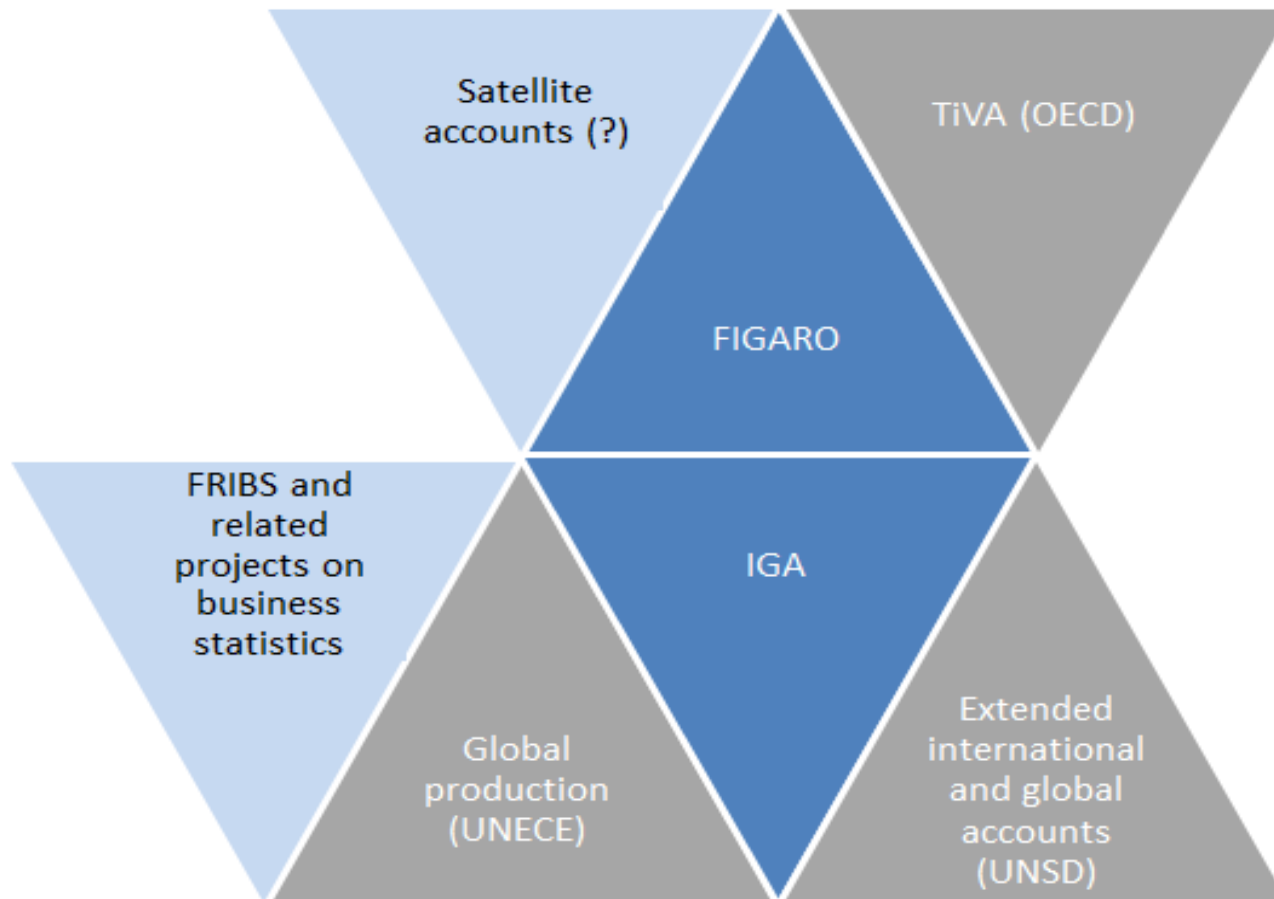 Satellite
accounts (?)
TiVA (OECD)
FIGARO
FRIBS and
related
projects on
business
statistics
IGA
Global
production
(UNECE)
Extended
international
and global
accounts
(UNSD)